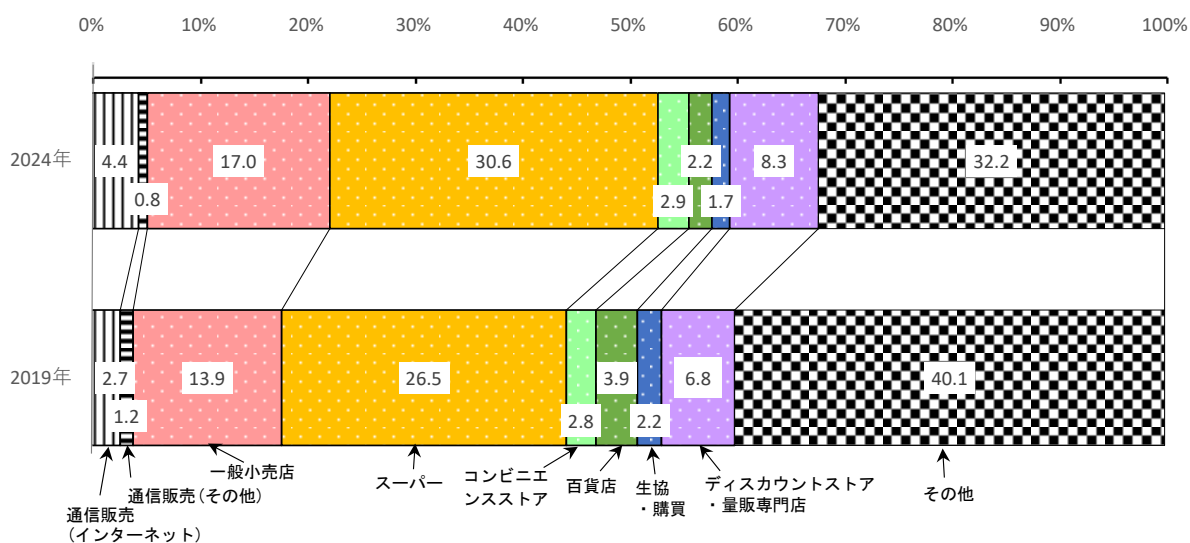 0% 10% 20% 30% 40% 50% 60% 70% 80% 90% 100%
2024年
4.4 0.8 17.0 30.6 2.9 2.2 1.7 8.3 32.2
2019年
2.7 1.2 13.9 26.5 2.8 3.9 2.2 6.8 40.1
通信販売
(インターネット)
通信販売(その他)
一般小売店
スーパー
コンビニエ
ンスストア
百貨店
生協
・購買
ディスカウントストア
・量販専門店
その他